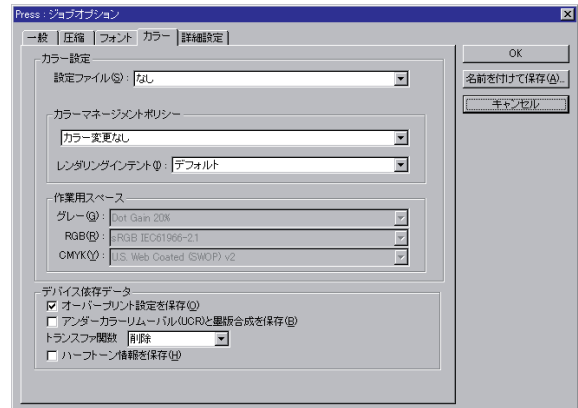 Press : ジョブオプション
一般 圧縮 フォント カラー 詳細設定
カラー設定
設定ファイル(S) : なし
カラーマネージメントポリシー
カラー変更なし
レンダリングインテント(I) : デフォルト
作業用スペース
グレー(G) : Dot Gain 20%
RGB(R) : sRGB IEC61966-2.1
CMYK(Y) : U.S. Web Coated (SWOP) v2
デバイス依存データ
オーバープリント設定を保存(O)
アンダーカラーリムーバル(UCR)と墨版合成を保存(B)
トランスファ関数 削除
ハーフトーン情報を保存(H)
OK
名前を付けて保存(A)...
キャンセル